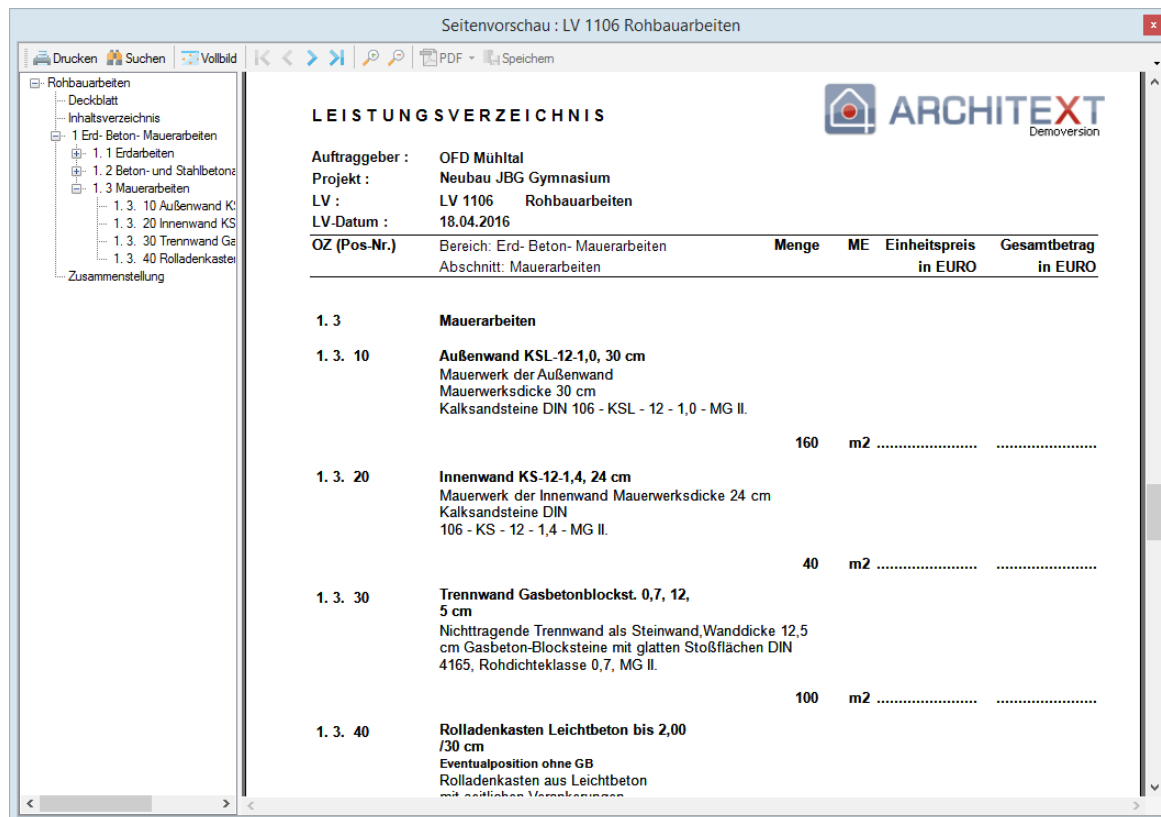 Seitenvorschau : LV 1106 Rohbauarbeiten
x
Drucken Suchen Vollbild PDF Speichern
Rohbauarbeiten
Deckblatt
Inhaltsverzeichnis
1 Erd- Beton- Mauerarbeiten
1. 1 Erdarbeiten
1. 2 Beton- und Stahlbetona
1. 3 Mauerarbeiten
1. 3. 10 Außenwand KS
1. 3. 20 Innenwand KS
1. 3. 30 Trennwand Ga
1. 3. 40 Rolladenkasten
Zusammenstellung
LEISTUNGSVERZEICHNIS
ARCHITEXT
Demoversion
Auftraggeber : OFD Mühltal
Projekt : Neubau JBG Gymnasium
LV : LV 1106 Rohbauarbeiten
LV-Datum : 18.04.2016
OZ (Pos-Nr.) Bereich: Erd- Beton- Mauerarbeiten Menge ME Einheitspreis Gesamtbetrag
Abschnitt: Mauerarbeiten in EURO in EURO
1. 3 Mauerarbeiten
1. 3. 10 Außenwand KSL-12-1,0, 30 cm
Mauerwerk der Außenwand
Mauerwerksdicke 30 cm
Kalksandsteine DIN 106 - KSL - 12 - 1,0 - MG II.
160 m2 ....................... .......................
1. 3. 20 Innenwand KS-12-1,4, 24 cm
Mauerwerk der Innenwand Mauerwerksdicke 24 cm
Kalksandsteine DIN
106 - KS - 12 - 1,4 - MG II.
40 m2 ....................... .......................
1. 3. 30 Trennwand Gasbetonblockst. 0,7, 12,
5 cm
Nichttragende Trennwand als Steinwand,Wanddicke 12,5
cm Gasbeton-Blocksteine mit glatten Stoßflächen DIN
4165, Rohdichteklasse 0,7, MG II.
100 m2 ....................... .......................
1. 3. 40 Rolladenkasten Leichtbeton bis 2,00
/30 cm
Eventualposition ohne GB
Rolladenkasten aus Leichtbeton
mit seitlichen Verankerungen